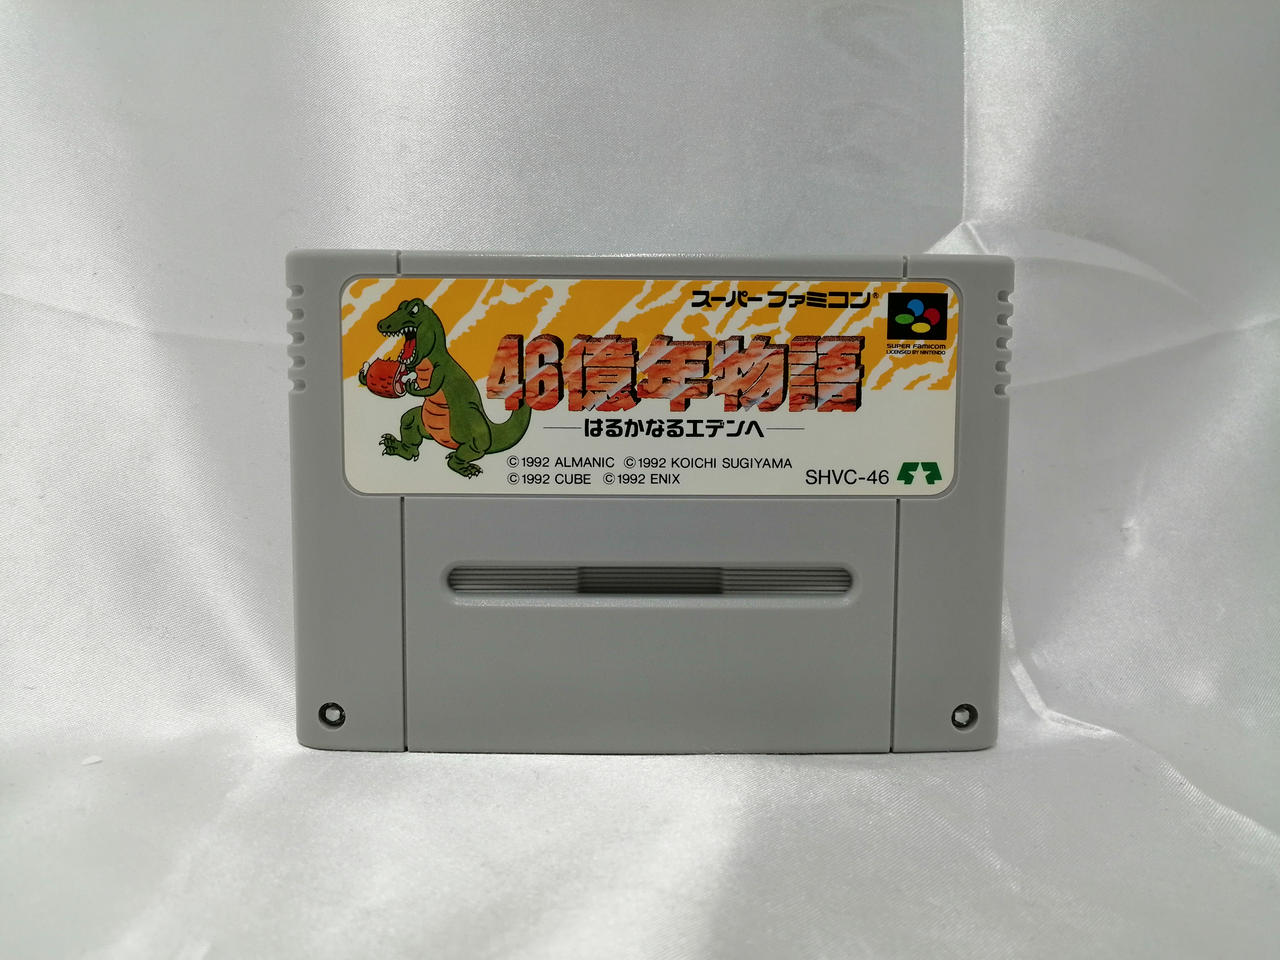 スーパーファミコン®
SUPER FAMICOM
LICENSED BY NINTENDO
46億年物語
はるかなるエデンへ
©1992 ALMANIC ©1992 KOICHI SUGIYAMA
©1992 CUBE ©1992 ENIX
SHVC-46